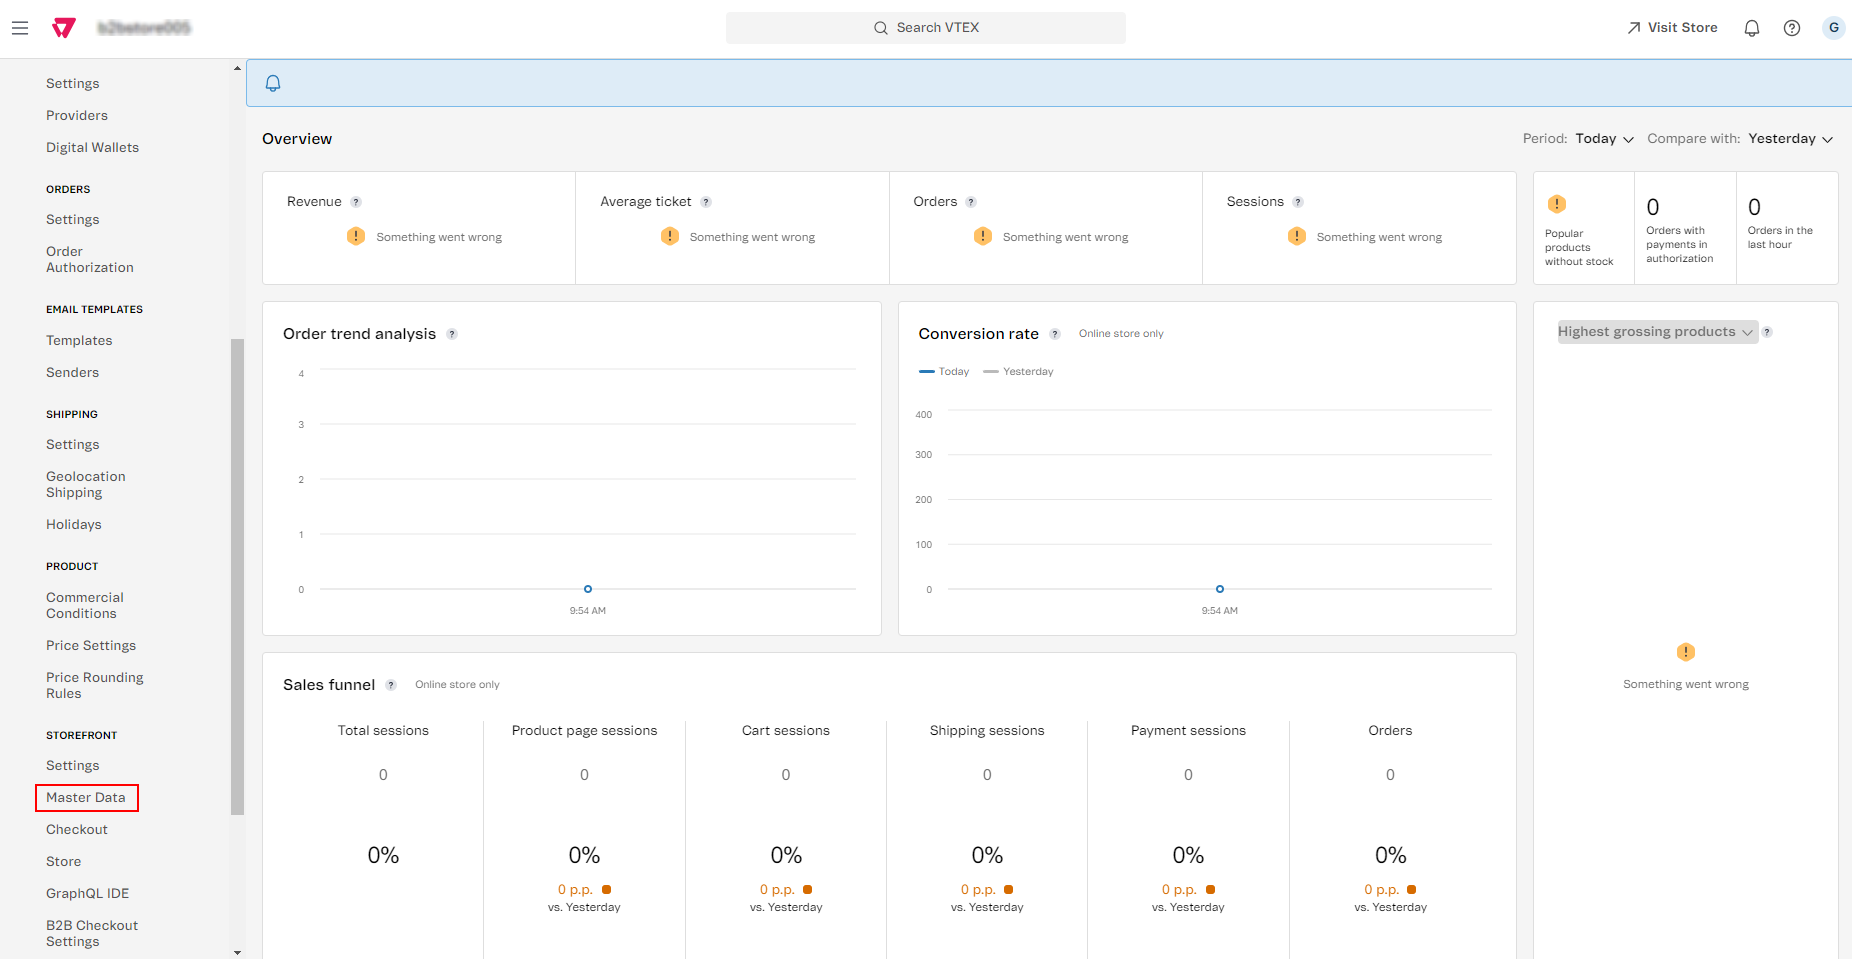 Search VTEX
Visit Store
G
Settings
Providers
Digital Wallets
ORDERS
Settings
Order
Authorization
EMAIL TEMPLATES
Templates
Senders
SHIPPING
Settings
Geolocation
Shipping
Holidays
PRODUCT
Commercial
Conditions
Price Settings
Price Rounding
Rules
STOREFRONT
Settings
Master Data
Checkout
Store
GraphQL IDE
B2B Checkout
Settings
Overview
Period: Today
Compare with: Yesterday
Revenue ?
! Something went wrong
Average ticket ?
! Something went wrong
Orders ?
! Something went wrong
Sessions ?
! Something went wrong
!
Popular
products
without stock
0
Orders with
payments in
authorization
0
Orders in the
last hour
Order trend analysis ?
4
3
2
1
0
9:54 AM
Conversion rate ? Online store only
Today Yesterday
400
300
200
100
0
9:54 AM
Highest grossing products ?
!
Something went wrong
Sales funnel ? Online store only
Total sessions
0
0%
Product page sessions
0
0%
0 p.p.
vs. Yesterday
Cart sessions
0
0%
0 p.p.
vs. Yesterday
Shipping sessions
0
0%
0 p.p.
vs. Yesterday
Payment sessions
0
0%
0 p.p.
vs. Yesterday
Orders
0
0%
0 p.p.
vs. Yesterday